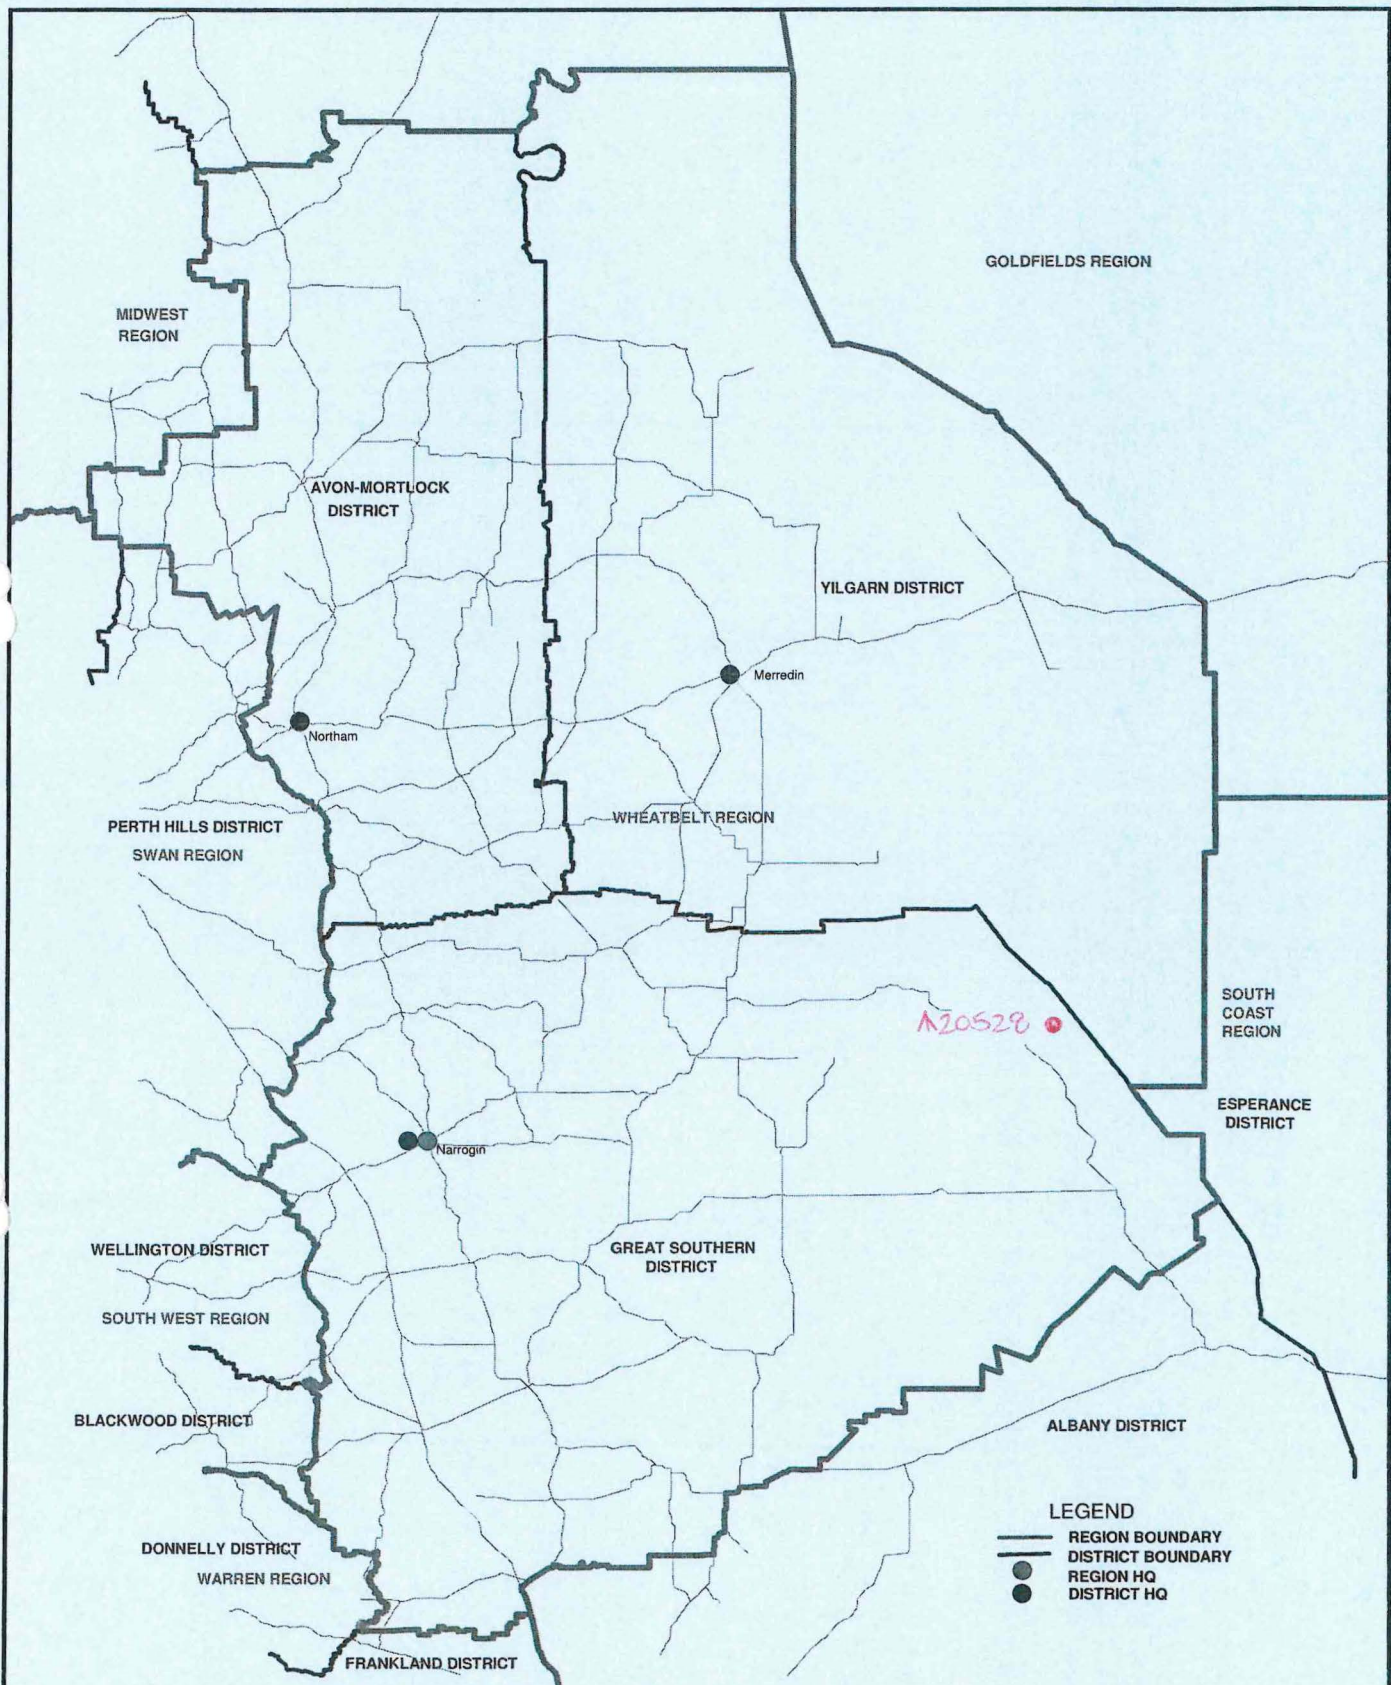 GOLDFIELDS REGION
MIDWEST
REGION
AVON-MORTLOCK
DISTRICT
YILGARN DISTRICT
Merredin
Northam
WHEATBELT REGION
PERTH HILLS DISTRICT
SWAN REGION
SOUTH
COAST
REGION
A20528
ESPERANCE
DISTRICT
Narrogin
WELLINGTON DISTRICT
GREAT SOUTHERN
DISTRICT
SOUTH WEST REGION
BLACKWOOD DISTRICT
ALBANY DISTRICT
LEGEND
REGION BOUNDARY
DISTRICT BOUNDARY
REGION HQ
DISTRICT HQ
DONNELLY DISTRICT
WARREN REGION
FRANKLAND DISTRICT